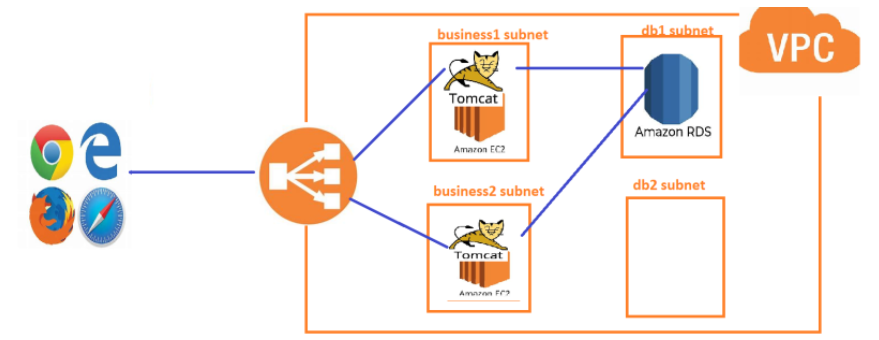 business1 subnet
db1 subnet
VPC
Tomcat
Amazon EC2
Amazon RDS
business2 subnet
db2 subnet
Tomcat
Amazon EC2